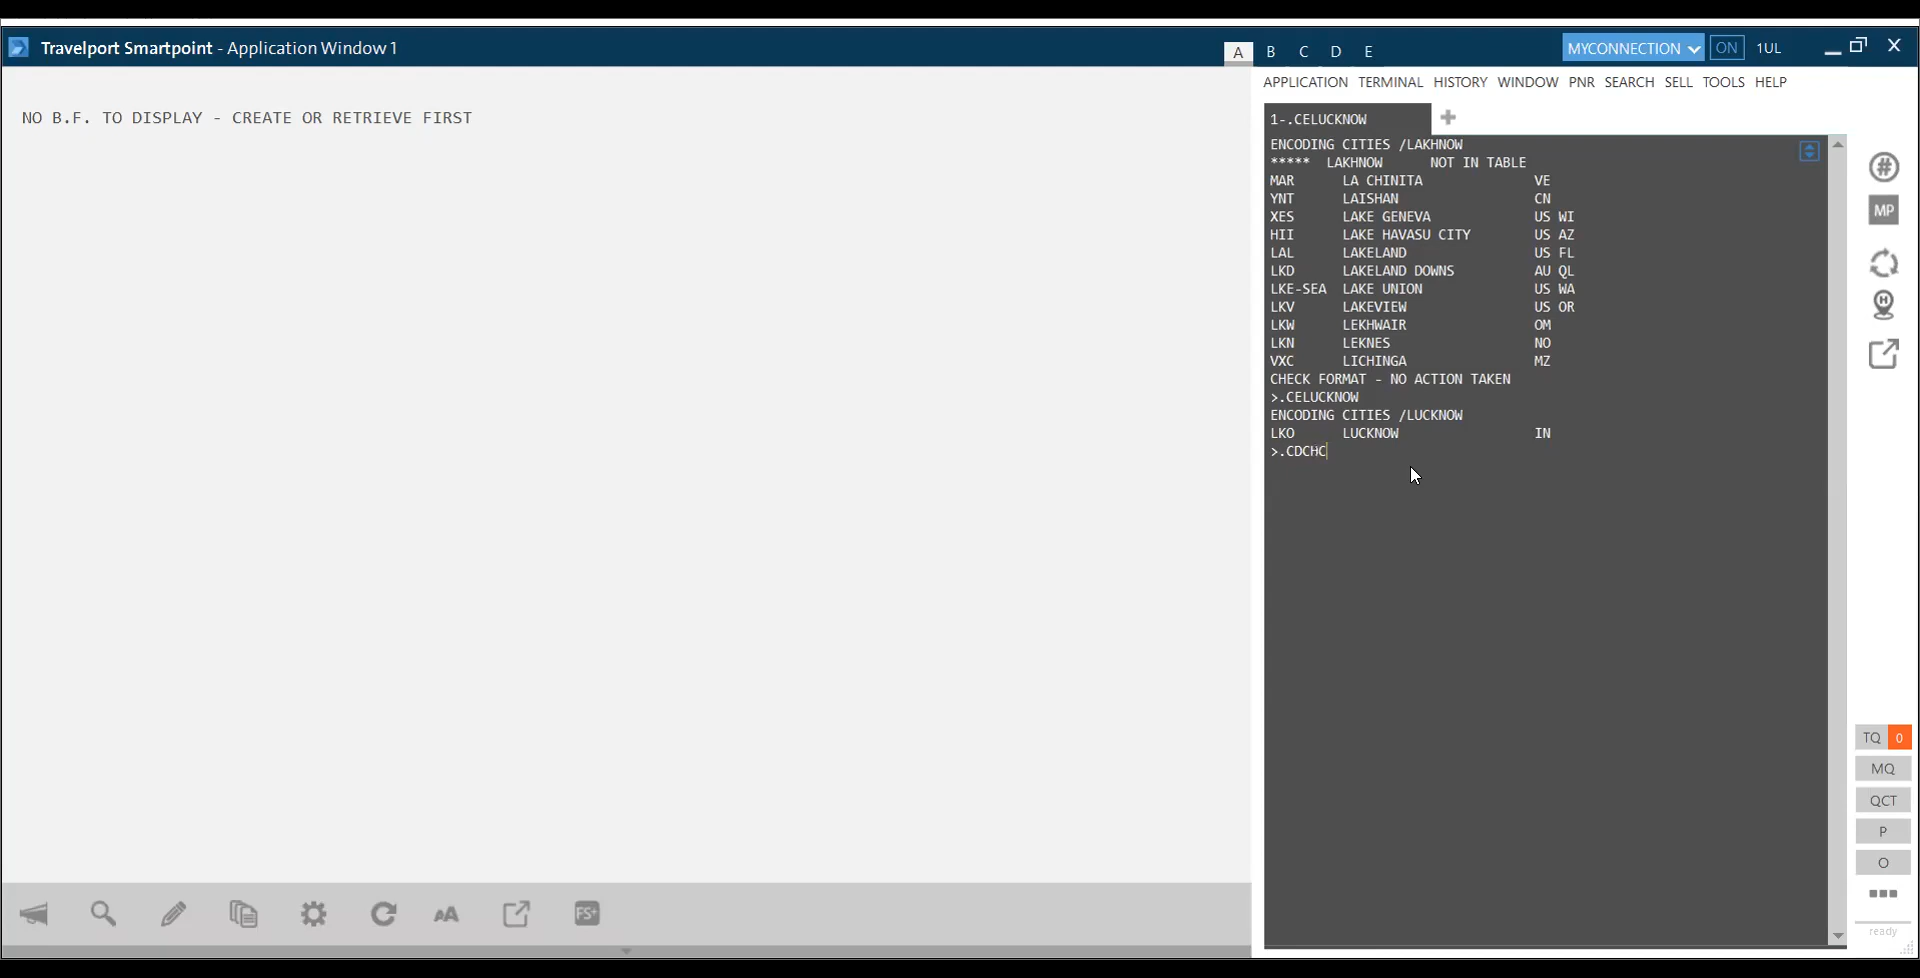 Travelport Smartpoint - Application Window 1
A B C D E
MYCONNECTION ON 1UL
APPLICATION TERMINAL HISTORY WINDOW PNR SEARCH SELL TOOLS HELP
NO B.F. TO DISPLAY - CREATE OR RETRIEVE FIRST
1-.CELUCKNOW
ENCODING CITIES /LAKHNOW
***** LAKHNOW NOT IN TABLE
MAR LA CHINITA VE
YNT LAISHAN CN
XES LAKE GENEVA US WI
HII LAKE HAVASU CITY US AZ
LAL LAKELAND US FL
LKD LAKELAND DOWNS AU QL
LKE-SEA LAKE UNION US WA
LKV LAKEVIEW US OR
LKW LEKHWAIR OM
LKN LEKNES NO
VXC LICHINGA MZ
CHECK FORMAT - NO ACTION TAKEN
>.CELUCKNOW
ENCODING CITIES /LUCKNOW
LKO LUCKNOW IN
>.CDCHC
#
MP
H
TQ 0
MQ
QCT
P
O
ready
AA
FS+